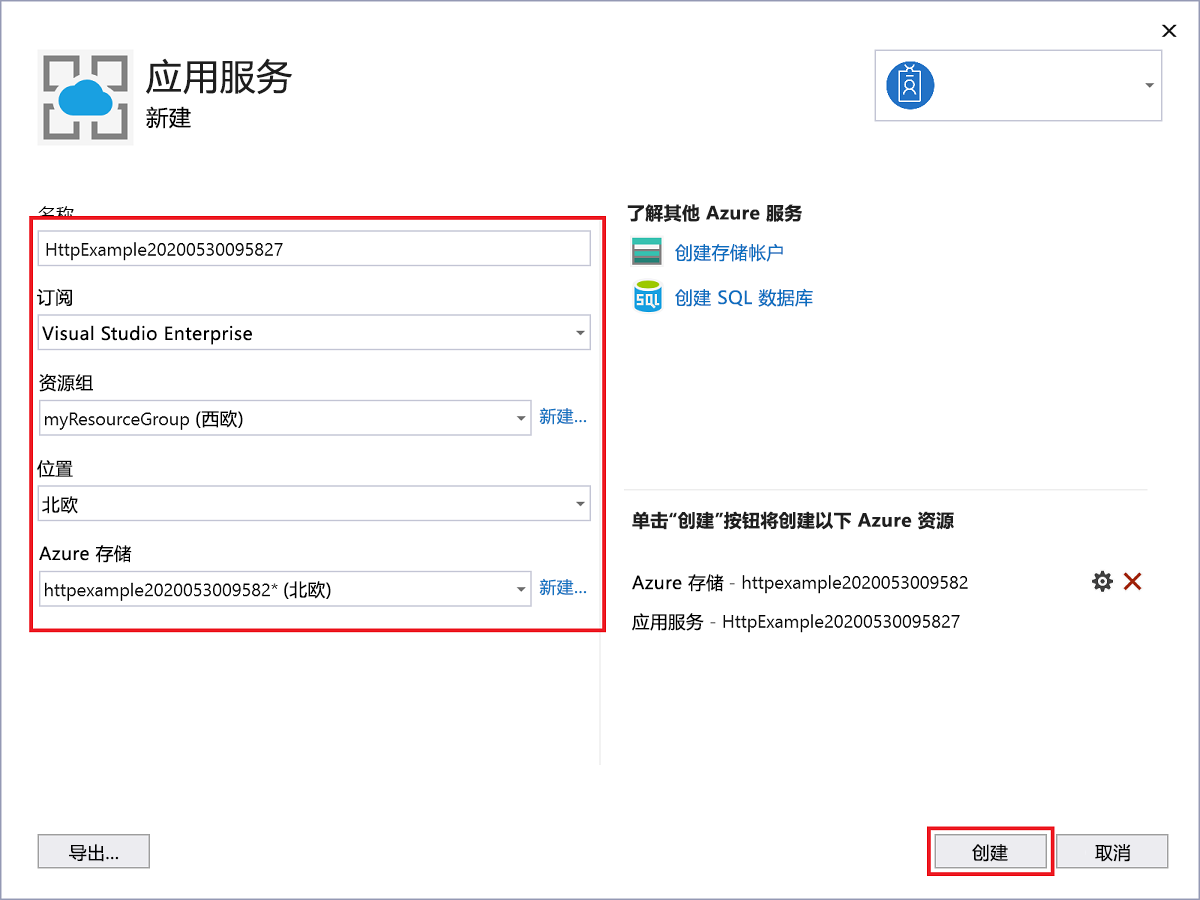 应用服务
新建
名称
HttpExample20200530095827
订阅
Visual Studio Enterprise
资源组
myResourceGroup (西欧)
新建...
位置
北欧
Azure 存储
httpexample2020053009582* (北欧)
新建...
了解其他 Azure 服务
创建存储帐户
SQL
创建 SQL 数据库
单击“创建”按钮将创建以下 Azure 资源
Azure 存储 - httpexample2020053009582
应用服务 - HttpExample20200530095827
导出...
创建
取消